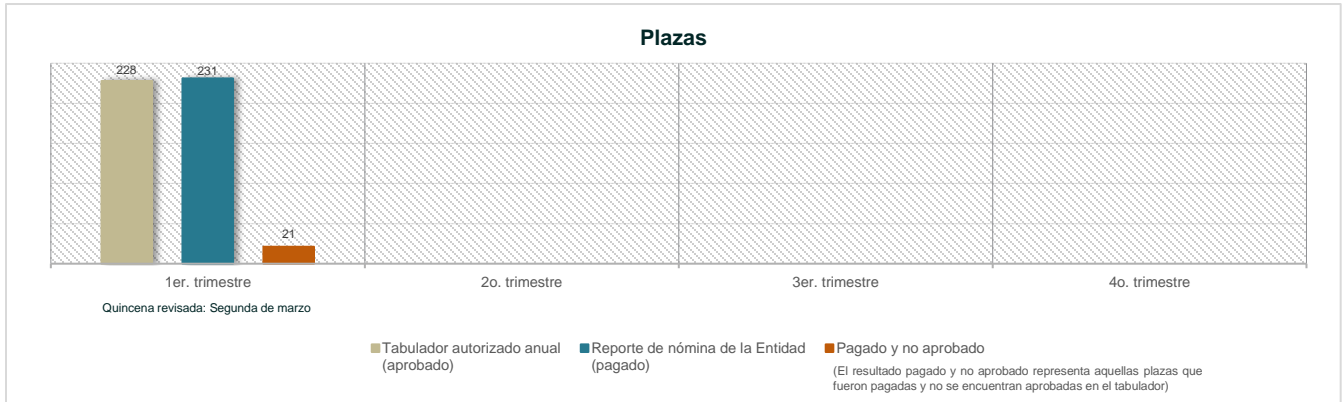 Plazas
228
231
21
1er. trimestre
2o. trimestre
3er. trimestre
4o. trimestre
Quincena revisada: Segunda de marzo
Tabulador autorizado anual
(aprobado)
Reporte de nómina de la Entidad
(pagado)
Pagado y no aprobado
(El resultado pagado y no aprobado representa aquellas plazas que
fueron pagadas y no se encuentran aprobadas en el tabulador)